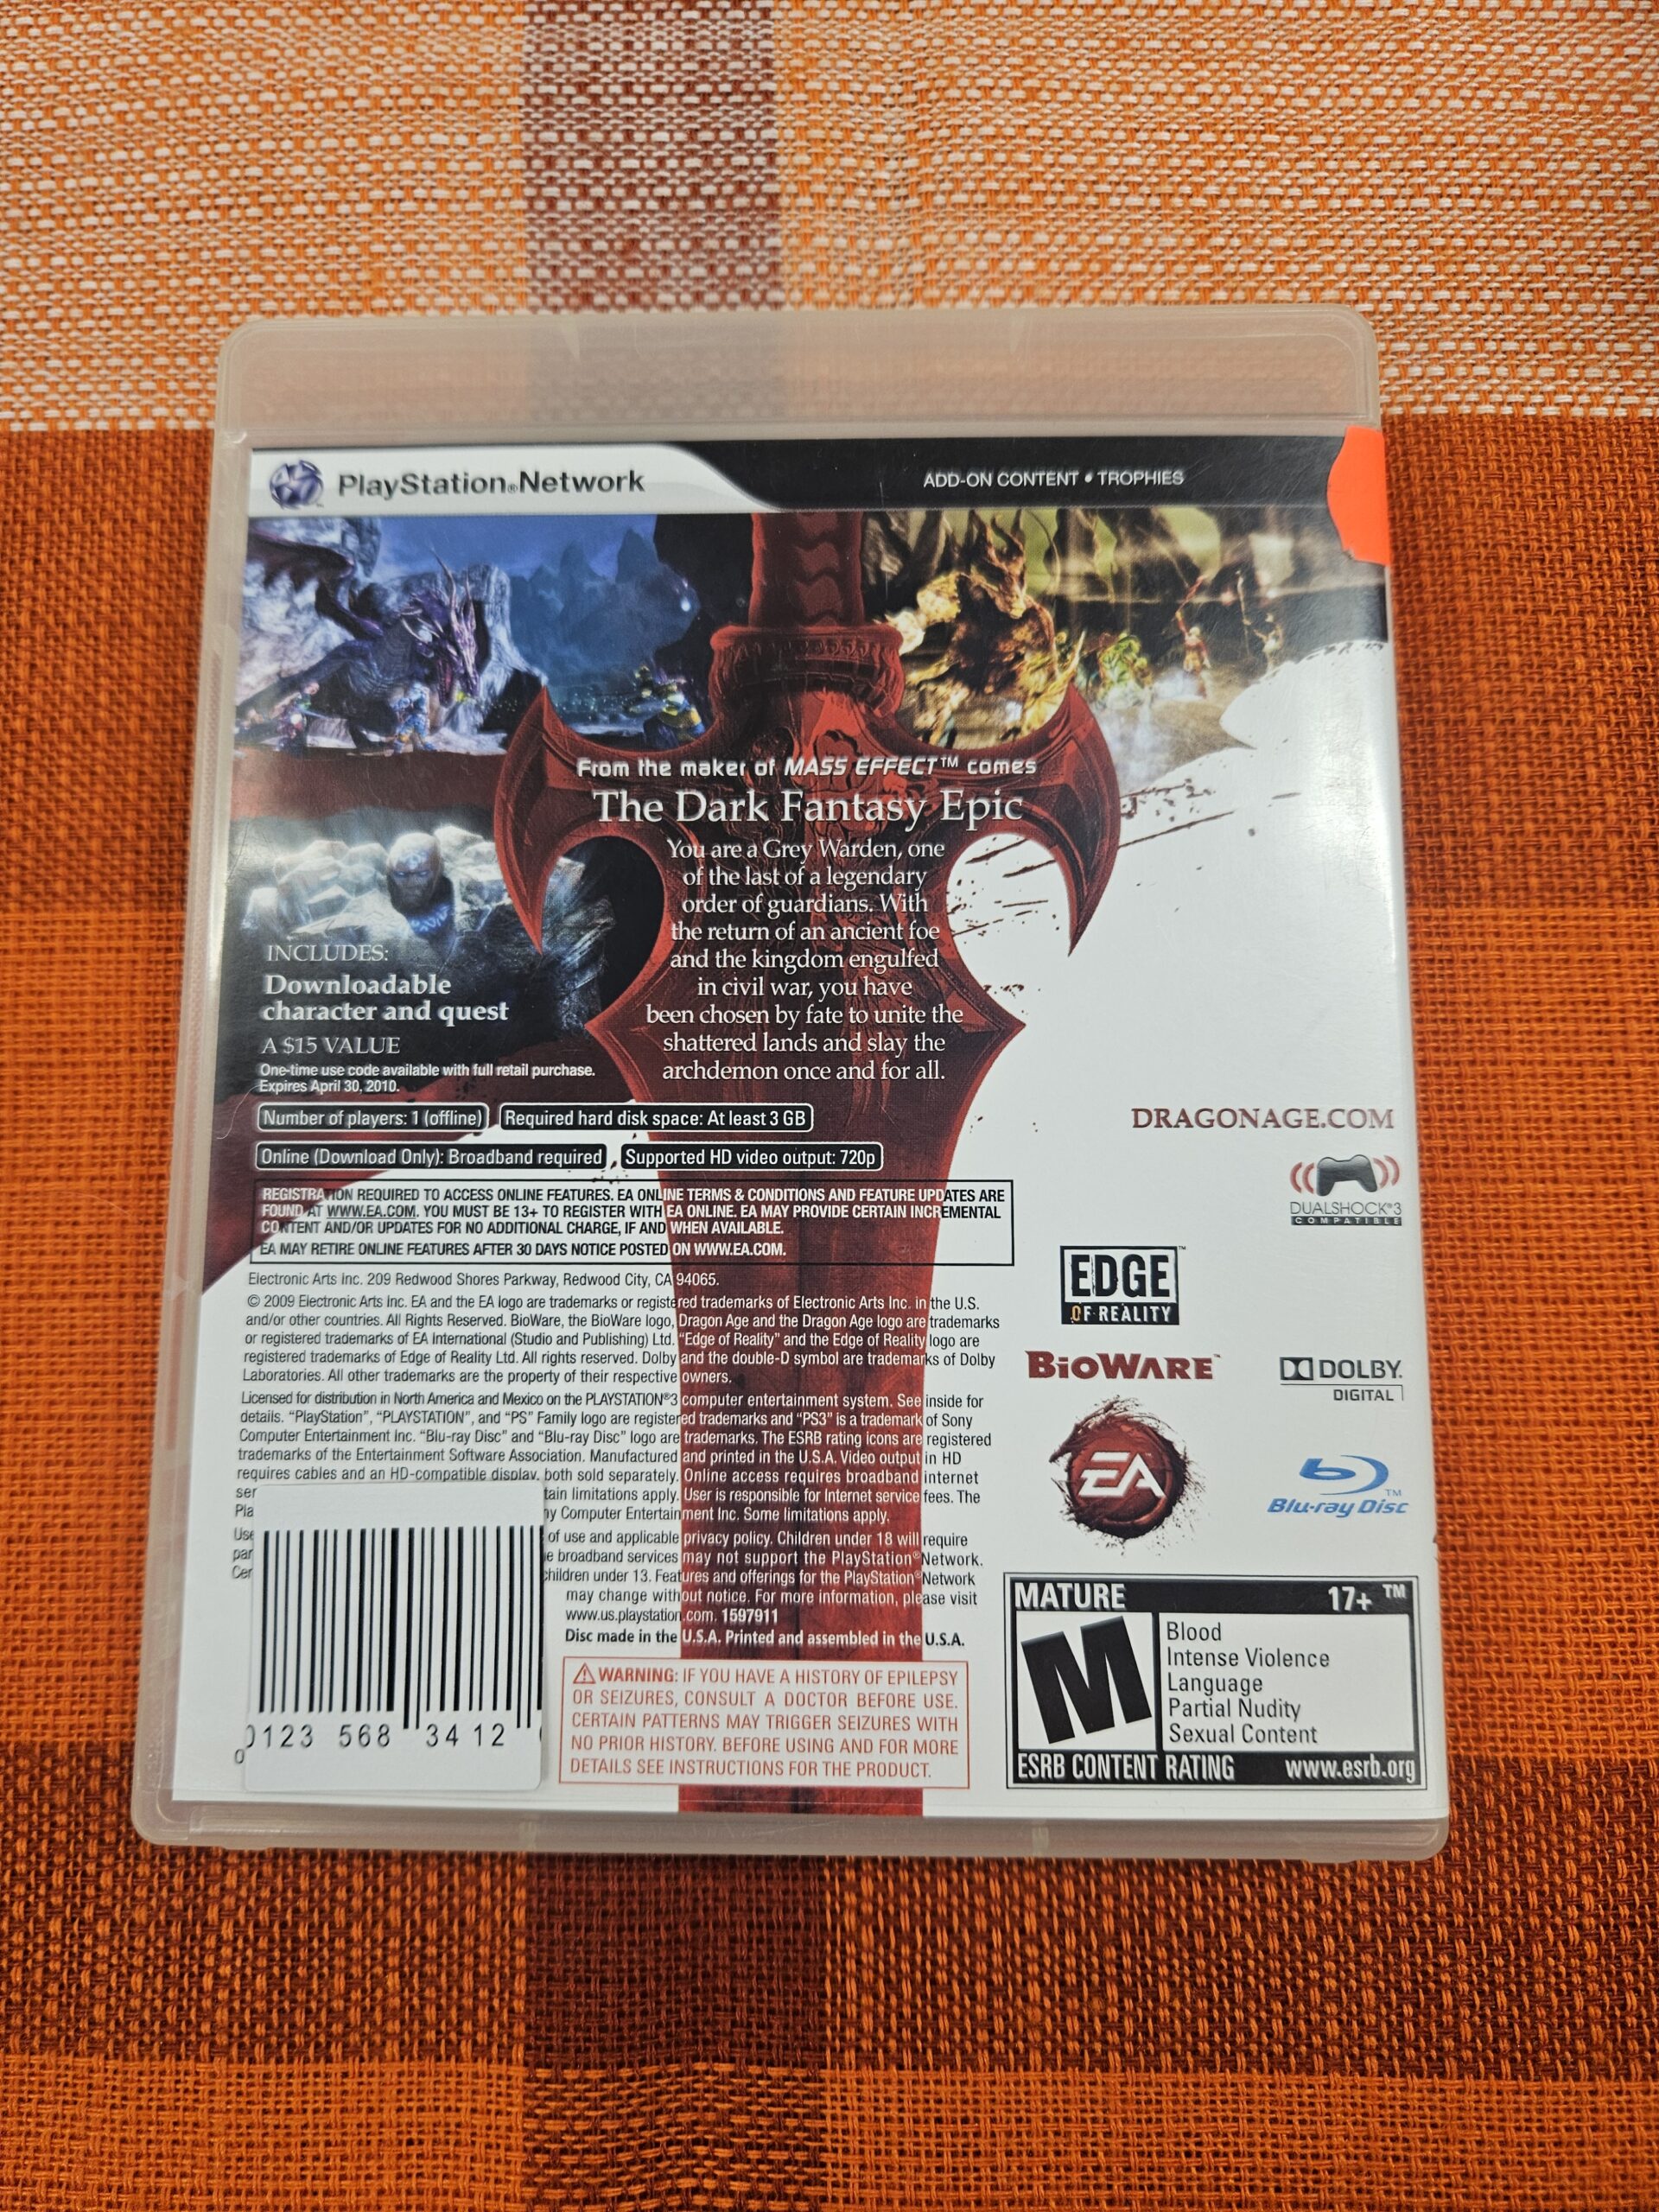 PlayStation®Network
ADD-ON CONTENT • TROPHIES
From the maker of MASS EFFECT™ comes
The Dark Fantasy Epic
You are a Grey Warden, one
of the last of a legendary
order of guardians. With
the return of an ancient foe
and the kingdom engulfed
in civil war, you have
been chosen by fate to unite the
shattered lands and slay the
archdemon once and for all.
INCLUDES:
Downloadable
character and quest
A $15 VALUE
One-time use code available with full retail purchase.
Expires April 30, 2010.
Number of players: 1 (offline)
Required hard disk space: At least 3 GB
Online (Download Only): Broadband required
Supported HD video output: 720p
DRAGONAGE.COM
DUALSHOCK®3
COMPATIBLE
REGISTRATION REQUIRED TO ACCESS ONLINE FEATURES. EA ONLINE TERMS & CONDITIONS AND FEATURE UPDATES ARE
FOUND AT WWW.EA.COM. YOU MUST BE 13+ TO REGISTER WITH EA ONLINE. EA MAY PROVIDE CERTAIN INCREMENTAL
CONTENT AND/OR UPDATES FOR NO ADDITIONAL CHARGE, IF AND WHEN AVAILABLE.
EA MAY RETIRE ONLINE FEATURES AFTER 30 DAYS NOTICE POSTED ON WWW.EA.COM.
Electronic Arts Inc. 209 Redwood Shores Parkway, Redwood City, CA 94065.
© 2009 Electronic Arts Inc. EA and the EA logo are trademarks or registered trademarks of Electronic Arts Inc. in the U.S.
and/or other countries. All Rights Reserved. BioWare, the BioWare logo, Dragon Age and the Dragon Age logo are trademarks
or registered trademarks of EA International (Studio and Publishing) Ltd. “Edge of Reality” and the Edge of Reality logo are
registered trademarks of Edge of Reality Ltd. All rights reserved. Dolby and the double-D symbol are trademarks of Dolby
Laboratories. All other trademarks are the property of their respective owners.
Licensed for distribution in North America and Mexico on the PLAYSTATION®3 computer entertainment system. See inside for
details. “PlayStation”, “PLAYSTATION”, and “PS” Family logo are registered trademarks and “PS3” is a trademark of Sony
Computer Entertainment Inc. “Blu-ray Disc” and “Blu-ray Disc” logo are trademarks. The ESRB rating icons are registered
trademarks of the Entertainment Software Association. Manufactured and printed in the U.S.A. Video output in HD
requires cables and an HD-compatible display, both sold separately. Online access requires broadband internet
ser tain limitations apply. User is responsible for Internet service fees. The
Pla y Computer Entertainment Inc. Some limitations apply.
Use of use and applicable privacy policy. Children under 18 will require
par e broadband services may not support the PlayStation®Network.
Cer children under 13. Features and offerings for the PlayStation®Network
may change without notice. For more information, please visit
www.us.playstation.com. 1597911
Disc made in the U.S.A. Printed and assembled in the U.S.A.
EDGE™
OF REALITY
BIOWARE™
DOLBY.
DIGITAL
EA
Blu-ray Disc™
0123 568 3412
0
WARNING: IF YOU HAVE A HISTORY OF EPILEPSY
OR SEIZURES, CONSULT A DOCTOR BEFORE USE.
CERTAIN PATTERNS MAY TRIGGER SEIZURES WITH
NO PRIOR HISTORY. BEFORE USING AND FOR MORE
DETAILS SEE INSTRUCTIONS FOR THE PRODUCT.
MATURE 17+ ™
M
Blood
Intense Violence
Language
Partial Nudity
Sexual Content
ESRB CONTENT RATING www.esrb.org